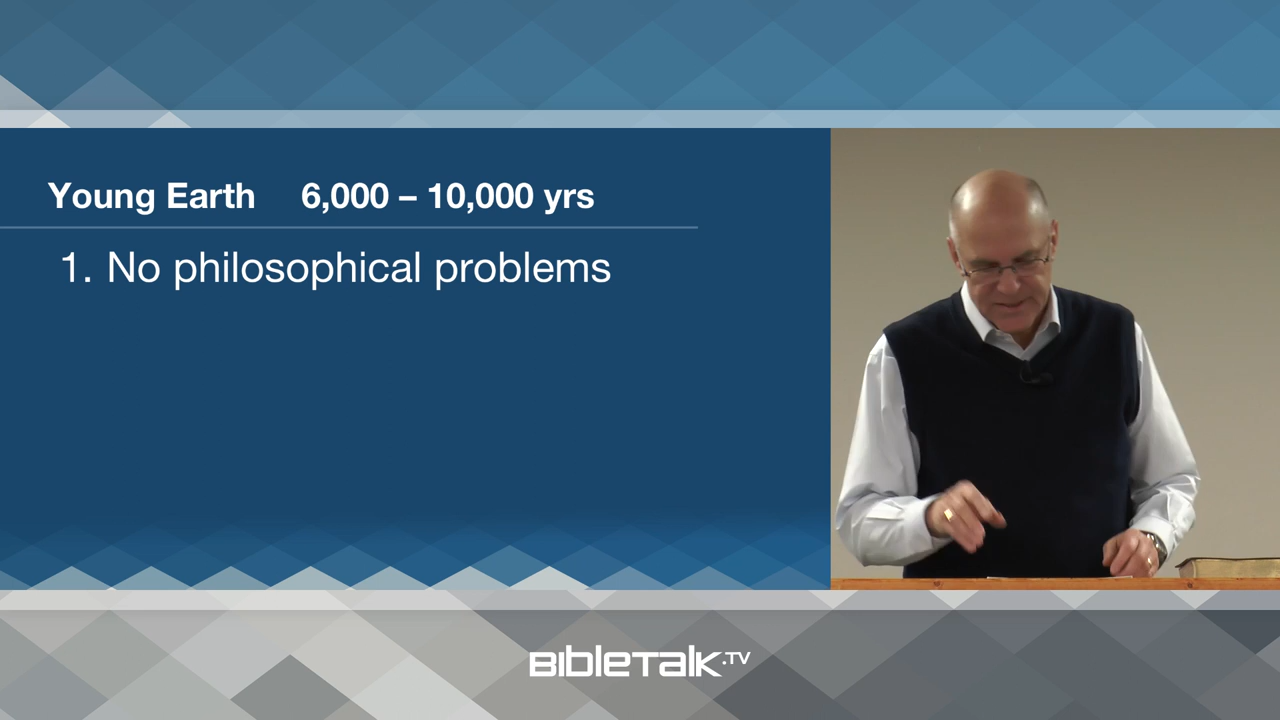 Young Earth 6,000 – 10,000 yrs
1. No philosophical problems
BIBLETALK.TV